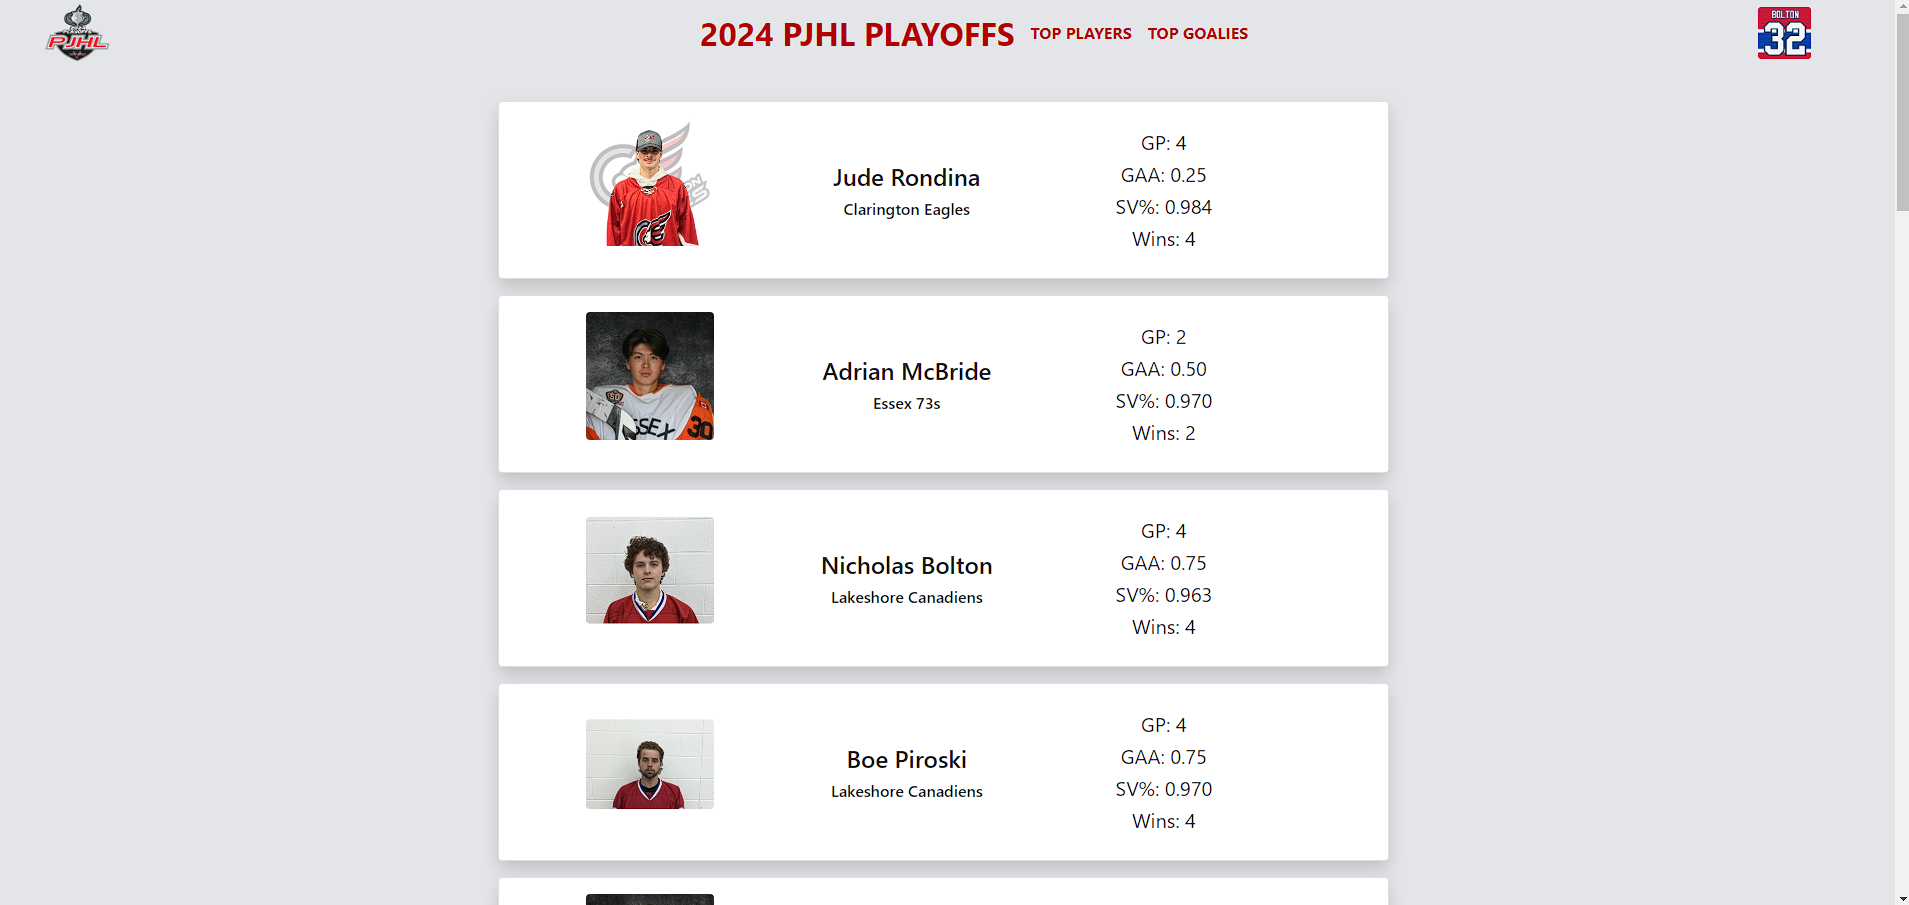 PJHL
2024 PJHL PLAYOFFS
TOP PLAYERS
TOP GOALIES
BOLTON
32
Jude Rondina
Clarington Eagles
GP: 4
GAA: 0.25
SV%: 0.984
Wins: 4
50
SSEX
30
Adrian McBride
Essex 73s
GP: 2
GAA: 0.50
SV%: 0.970
Wins: 2
Nicholas Bolton
Lakeshore Canadiens
GP: 4
GAA: 0.75
SV%: 0.963
Wins: 4
Boe Piroski
Lakeshore Canadiens
GP: 4
GAA: 0.75
SV%: 0.970
Wins: 4